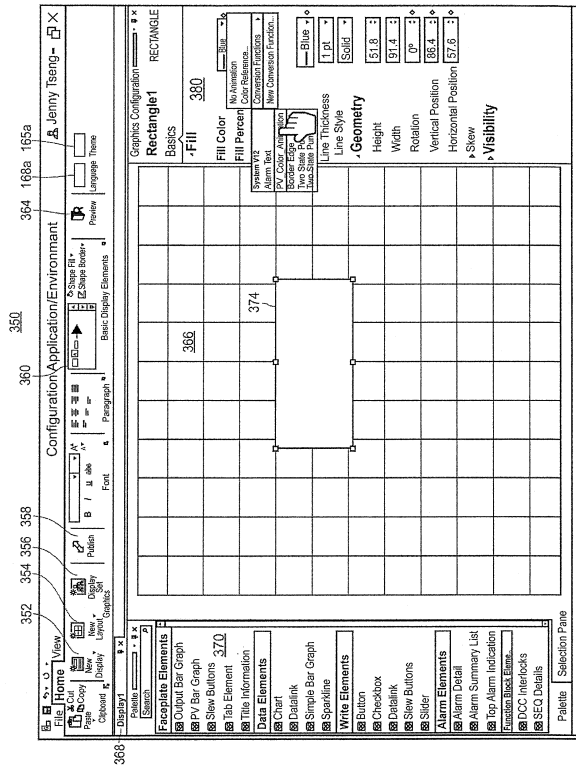 350
352
354
356
358
360
364
168a
165a
Configuration Application/Environmant
Jenny Tseng
File Home View
Cut
Copy
Paste
Clipboard
New Display
New Layout
Display Set
Graphics
Publish
B I U abc
A
A
Font
Paragraph
Shape Fill
Shape Border
Basic Display Elements
Preview
Language
Theme
368
Display1
Palette
Search
Faceplate Elements
Output Bar Graph
PV Bar Graph
Slew Buttons 370
Tab Element
Title Information
Data Elements
Chart
Datalink
Simple Bar Graph
Sparkline
Write Elements
Button
Checkbox
Datalink
Slew Buttons
Slider
Alarm Elements
Alarm Detail
Alarm Summary List
Top Alarm Indication
Function Block Eleme..
DCC Interlocks
SEQ Details
Palette Selection Pane
366
374
Graphics Configuration
Rectangle1 RECTANGLE
Basics
Fill
380
Fill Color Blue
Fill Percen
No Animation
Color Reference...
Conversion Functions
New Conversion Function...
System V12
Alarm Text
PV_Color_Animation
Border Edge
Two State Pu
Two State Pun
Blue
Line Thickness 1 pt
Line Style Solid
Geometry
Height 51.8
Width 91.4
Rotation 0°
Vertical Position 86.4
Horizontal Position 57.6
Skew
Visibility